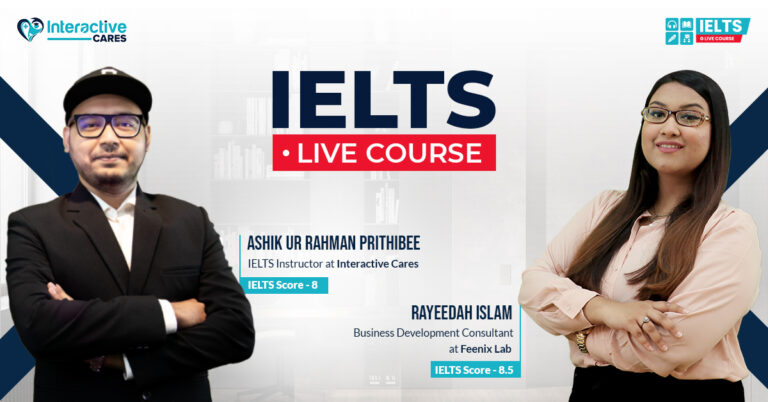 Interactive
CARES
IELTS
LIVE COURSE
IELTS
• LIVE COURSE
ASHIK UR RAHMAN PRITHIBEE
IELTS Instructor at Interactive Cares
IELTS Score - 8
RAYEEDAH ISLAM
Business Development Consultant
at Feenix Lab
IELTS Score - 8.5